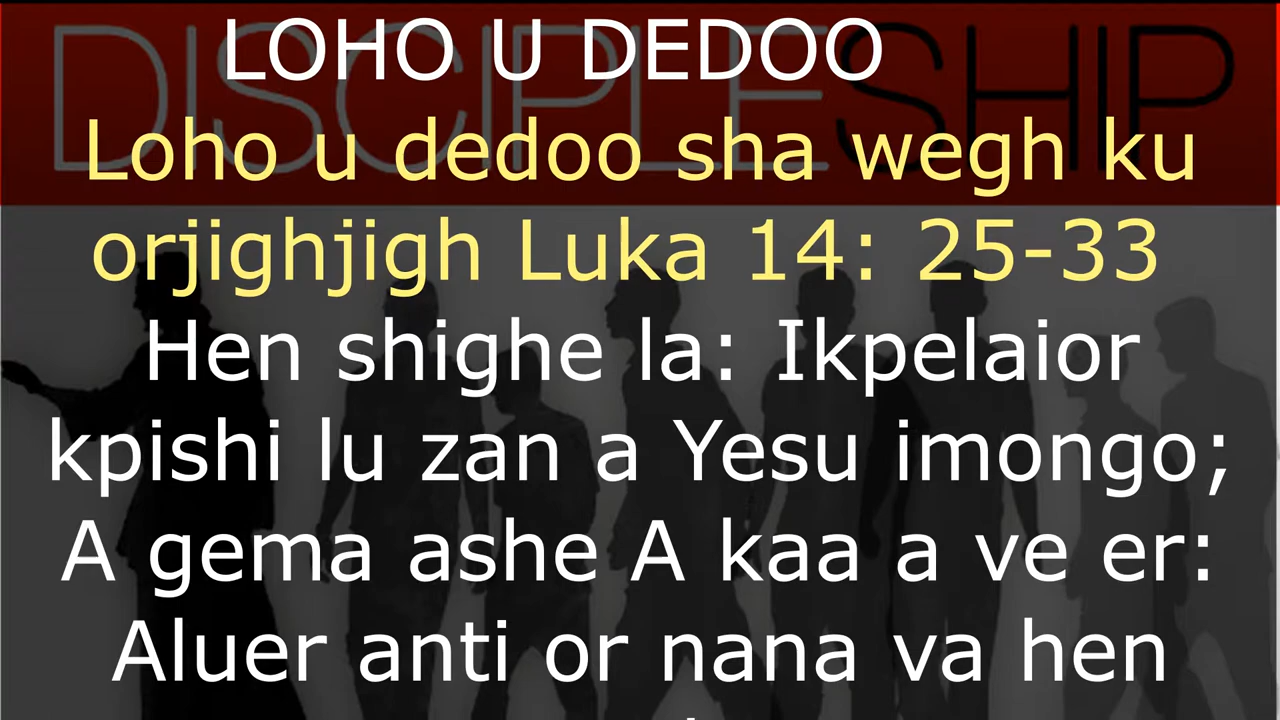 DISCIPLESHIP
LOHO U DEDOO
Loho u dedoo sha wegh ku
orjighjigh Luka 14: 25-33
Hen shighe la: Ikpelaior
kpishi lu zan a Yesu imongo;
A gema ashe A kaa a ve er:
Aluer anti or nana va hen